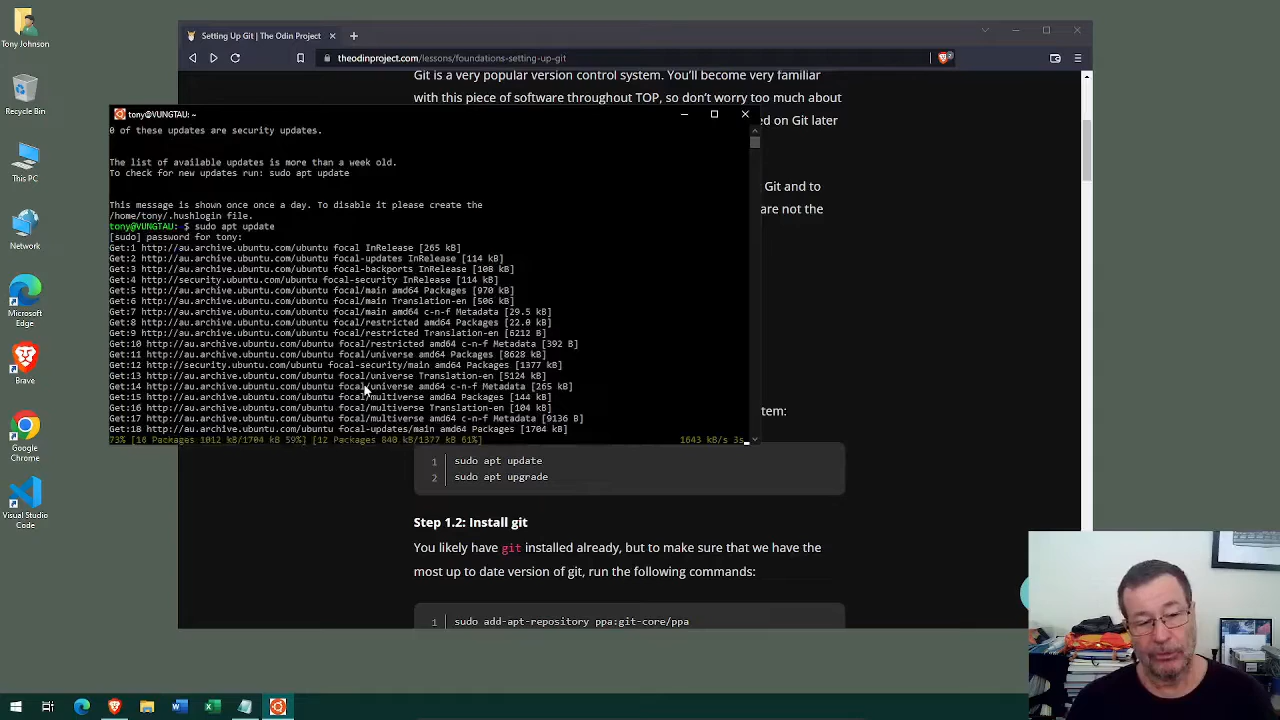 Tony Johnson
Recycle Bin
This PC
Network
Microsoft
Edge
Brave
Google
Chrome
Visual Studio
Code
Setting Up Git | The Odin Project
theodinproject.com/lessons/foundations-setting-up-git
2
Git is a very popular version control system. You'll become very familiar
with this piece of software throughout TOP, so don't worry too much about
ed on Git later
Git and to
are not the
tony@VUNGTAU: ~
0 of these updates are security updates.
The list of available updates is more than a week old.
To check for new updates run: sudo apt update
This message is shown once once a day. To disable it please create the
/home/tony/.hushlogin file.
tony@VUNGTAU: $ sudo apt update
[sudo] password for tony:
Get:1 http://au.archive.ubuntu.com/ubuntu focal InRelease [265 kB]
Get:2 http://au.archive.ubuntu.com/ubuntu focal-updates InRelease [114 kB]
Get:3 http://au.archive.ubuntu.com/ubuntu focal-backports InRelease [108 kB]
Get:4 http://security.ubuntu.com/ubuntu focal-security InRelease [114 kB]
Get:5 http://au.archive.ubuntu.com/ubuntu focal/main amd64 Packages [970 kB]
Get:6 http://au.archive.ubuntu.com/ubuntu focal/main Translation-en [506 kB]
Get:7 http://au.archive.ubuntu.com/ubuntu focal/main amd64 c-n-f Metadata [29.5 kB]
Get:8 http://au.archive.ubuntu.com/ubuntu focal/restricted amd64 Packages [22.0 kB]
Get:9 http://au.archive.ubuntu.com/ubuntu focal/restricted Translation-en [6212 B]
Get:10 http://au.archive.ubuntu.com/ubuntu focal/restricted amd64 c-n-f Metadata [392 B]
Get:11 http://au.archive.ubuntu.com/ubuntu focal/universe amd64 Packages [8628 kB]
Get:12 http://security.ubuntu.com/ubuntu focal-security/main amd64 Packages [1377 kB]
Get:13 http://au.archive.ubuntu.com/ubuntu focal/universe Translation-en [5124 kB]
Get:14 http://au.archive.ubuntu.com/ubuntu focal/universe amd64 c-n-f Metadata [265 kB]
Get:15 http://au.archive.ubuntu.com/ubuntu focal/multiverse amd64 Packages [144 kB]
Get:16 http://au.archive.ubuntu.com/ubuntu focal/multiverse Translation-en [104 kB]
Get:17 http://au.archive.ubuntu.com/ubuntu focal/multiverse amd64 c-n-f Metadata [9136 B]
Get:18 http://au.archive.ubuntu.com/ubuntu focal-updates/main amd64 Packages [1704 kB]
73% [18 Packages 1012 kB/1704 kB 59%] [12 Packages 840 kB/1377 kB 61%] 1643 kB/s 3s
tem:
1 sudo apt update
2 sudo apt upgrade
Step 1.2: Install git
You likely have git installed already, but to make sure that we have the
most up to date version of git, run the following commands:
sudo add-apt-repository ppa:git-core/ppa